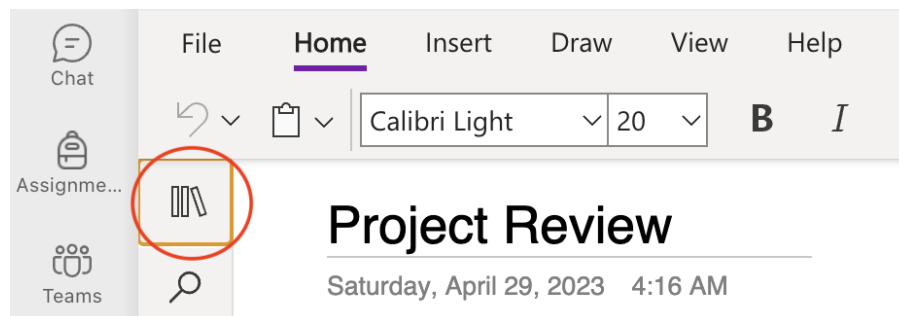 Chat
Assignme...
Teams
File Home Insert Draw View Help
Calibri Light 20 B I
Project Review
Saturday, April 29, 2023 4:16 AM